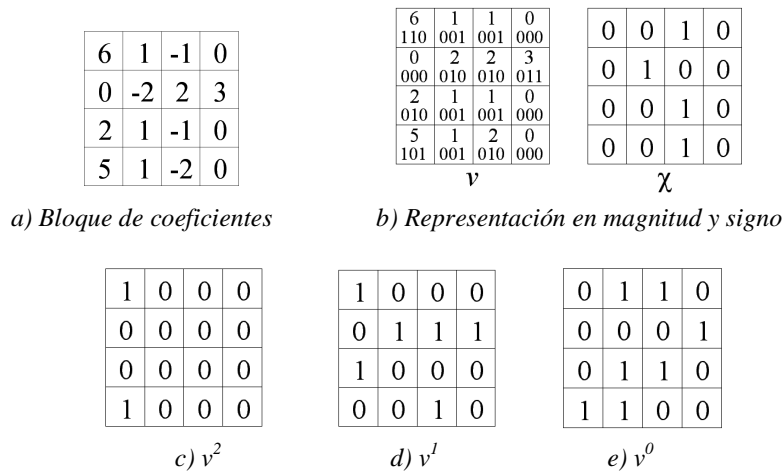 6 1 -1 0
0 -2 2 3
2 1 -1 0
5 1 -2 0
a) Bloque de coeficientes
6 1 1 0
110 001 001 000
0 2 2 3
000 010 010 011
2 1 1 0
010 001 001 000
5 1 2 0
101 001 010 000
v
0 0 1 0
0 1 0 0
0 0 1 0
0 0 1 0
χ
b) Representación en magnitud y signo
1 0 0 0
0 0 0 0
0 0 0 0
1 0 0 0
c) v²
1 0 0 0
0 1 1 1
1 0 0 0
0 0 1 0
d) v¹
0 1 1 0
0 0 0 1
0 1 1 0
1 1 0 0
e) v⁰